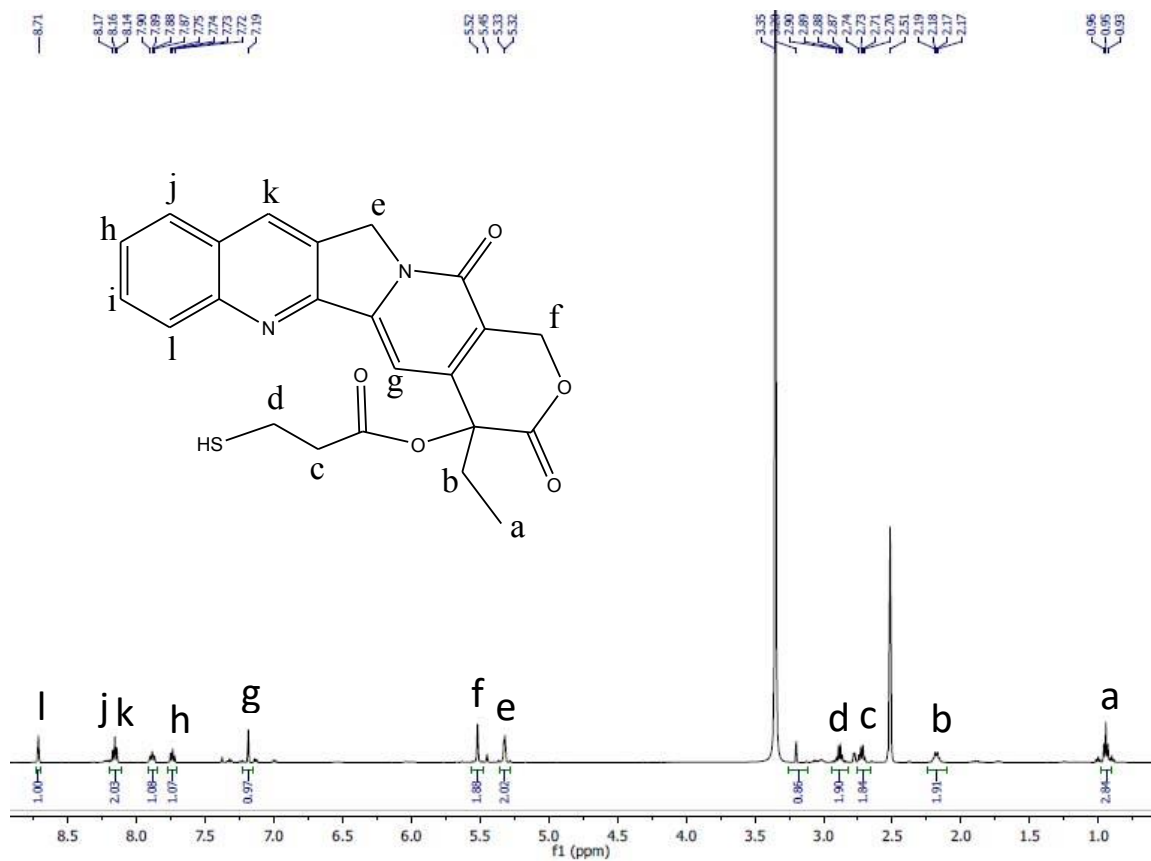 8.71 8.17 8.16 8.14 7.90 7.89 7.88 7.87 7.75 7.74 7.73 7.72 7.19 5.52 5.45 5.33 5.32 3.35 3.20 2.90 2.89 2.88 2.87 2.74 2.73 2.71 2.70 2.51 2.19 2.18 2.17 2.17 0.96 0.95 0.93
j
k
e
O
h
N
f
i
N
l
O
g
O
d
HS
O
O
c
b
O
a
l j k h g f e d c b a
1.00 2.03 1.08 1.07 0.97 1.88 2.02 0.86 1.90 1.84 1.91 2.84
8.5 8.0 7.5 7.0 6.5 6.0 5.5 5.0 4.5 4.0 3.5 3.0 2.5 2.0 1.5 1.0
f1 (ppm)